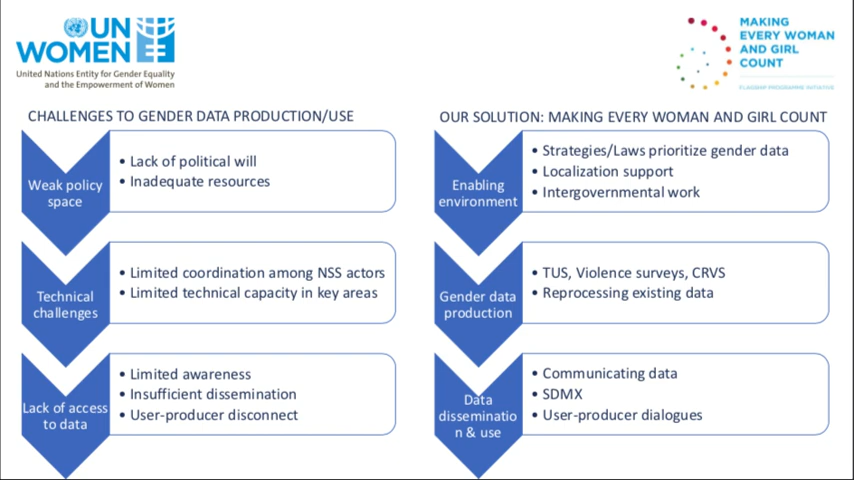 UN
WOMEN
United Nations Entity for Gender Equality
and the Empowerment of Women
MAKING
EVERY WOMAN
AND GIRL
COUNT
FLAGSHIP PROGRAMME INITIATIVE
CHALLENGES TO GENDER DATA PRODUCTION/USE
Weak policy
space
• Lack of political will
• Inadequate resources
Technical
challenges
• Limited coordination among NSS actors
• Limited technical capacity in key areas
Lack of access
to data
• Limited awareness
• Insufficient dissemination
• User-producer disconnect
OUR SOLUTION: MAKING EVERY WOMAN AND GIRL COUNT
Enabling
environment
• Strategies/Laws prioritize gender data
• Localization support
• Intergovernmental work
Gender data
production
• TUS, Violence surveys, CRVS
• Reprocessing existing data
Data
disseminatio
n & use
• Communicating data
• SDMX
• User-producer dialogues